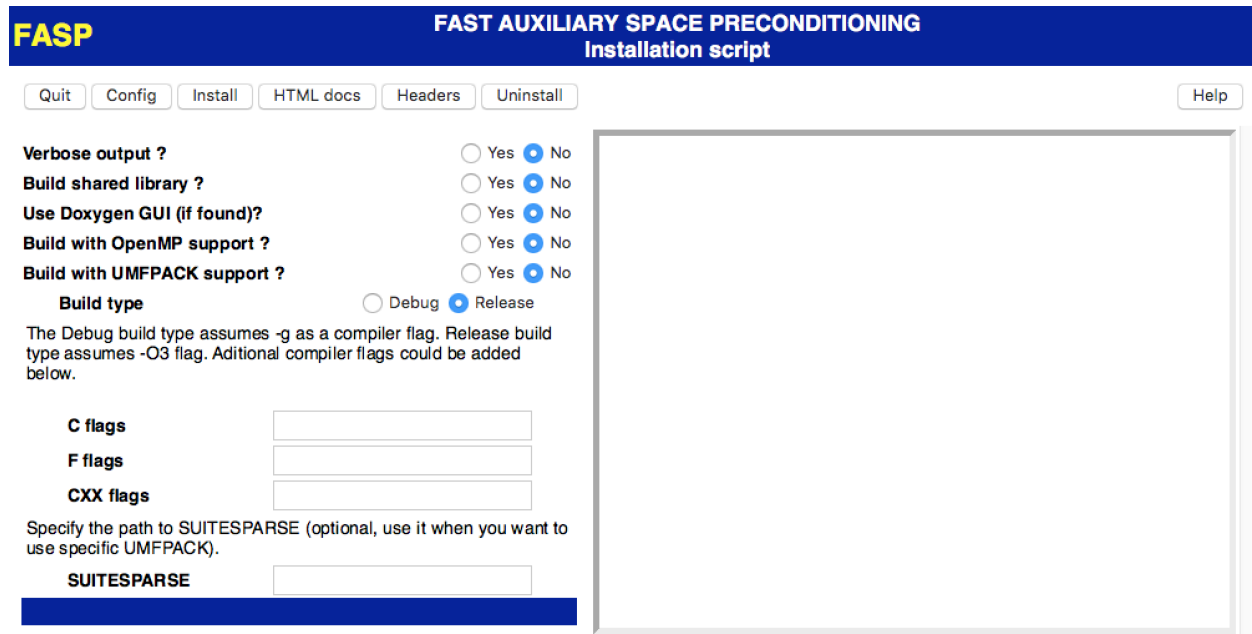 FASP
FAST AUXILIARY SPACE PRECONDITIONING
Installation script
Quit Config Install HTML docs Headers Uninstall Help
Verbose output ? Yes No
Build shared library ? Yes No
Use Doxygen GUI (if found)? Yes No
Build with OpenMP support ? Yes No
Build with UMFPACK support ? Yes No
Build type Debug Release
The Debug build type assumes -g as a compiler flag. Release build
type assumes -O3 flag. Aditional compiler flags could be added
below.
C flags
F flags
CXX flags
Specify the path to SUITESPARSE (optional, use it when you want to
use specific UMFPACK).
SUITESPARSE